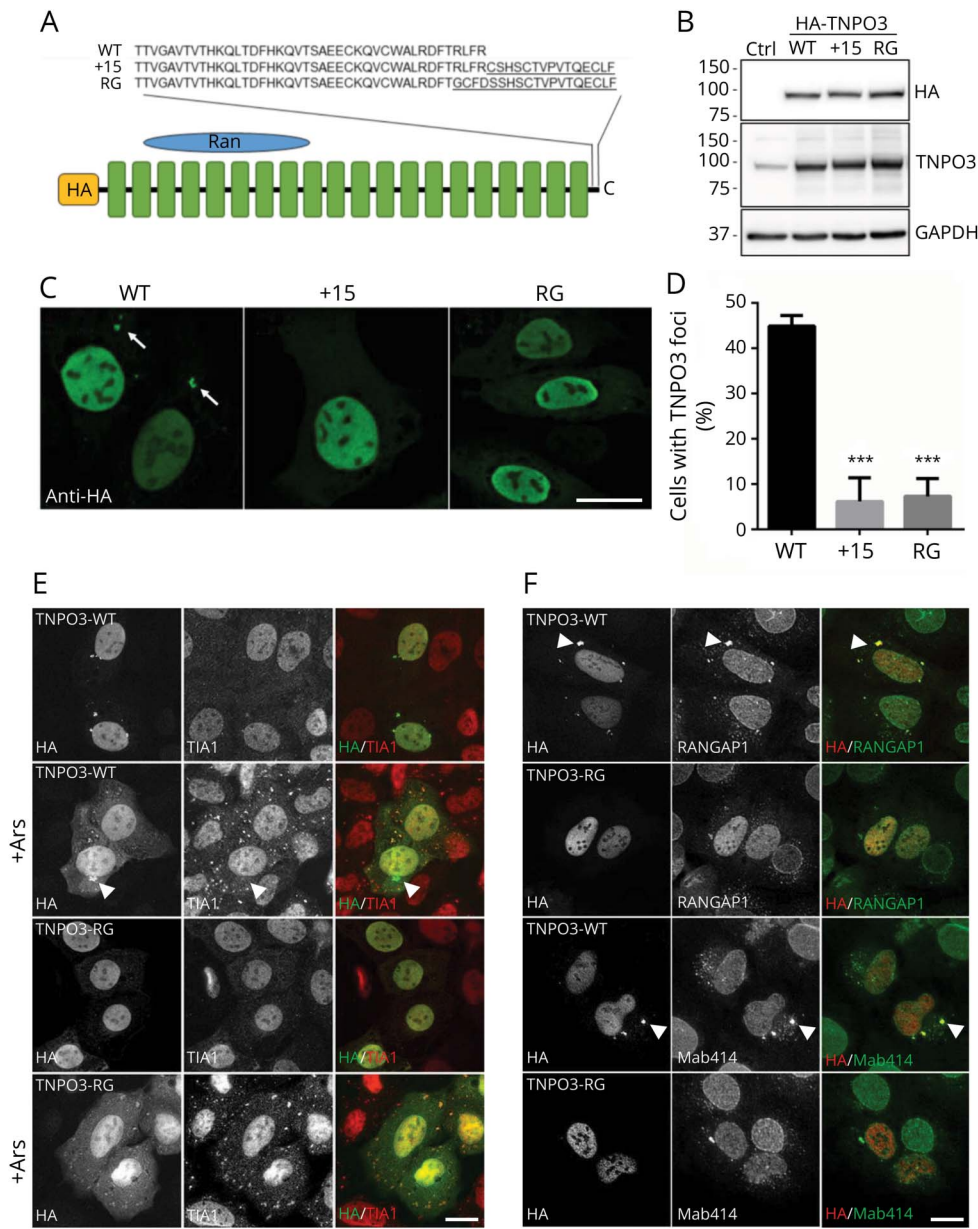 A
WT TTVGAVTVTHKQLTDFHKQVTSAEECKQVCWALRDFTRLFR
+15 TTVGAVTVTHKQLTDFHKQVTSAEECKQVCWALRDFTRLFRCSHSCTVPVTQECLF
RG TTVGAVTVTHKQLTDFHKQVTSAEECKQVCWALRDFTGCFDSSHSCTVPVTQECLF
Ran
HA
C
B
HA-TNPO3
Ctrl WT +15 RG
150 -
100 -
75 -
HA
150 -
100 -
75 -
TNPO3
37 -
GAPDH
C
WT +15 RG
Anti-HA
D
Cells with TNPO3 foci
(%)
50
40
30
20
10
0
*** ***
WT +15 RG
E
TNPO3-WT
HA TIA1 HA/TIA1
+Ars
TNPO3-WT
HA TIA1 HA/TIA1
TNPO3-RG
HA TIA1 HA/TIA1
+Ars
TNPO3-RG
HA TIA1 HA/TIA1
F
TNPO3-WT
HA RANGAP1 HA/RANGAP1
TNPO3-RG
HA RANGAP1 HA/RANGAP1
TNPO3-WT
HA Mab414 HA/Mab414
TNPO3-RG
HA Mab414 HA/Mab414